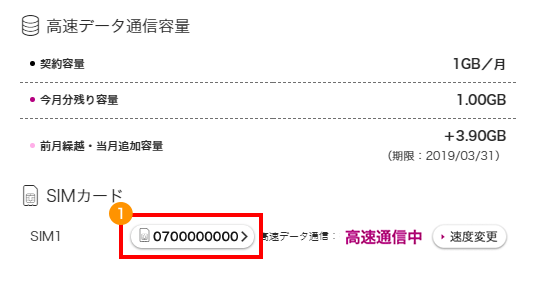 高速データ通信容量
契約容量 1GB／月
今月分残り容量 1.00GB
前月繰越・当月追加容量 +3.90GB
（期限：2019/03/31）
SIMカード
1
SIM1 0700000000 高速データ通信： 高速通信中 速度変更